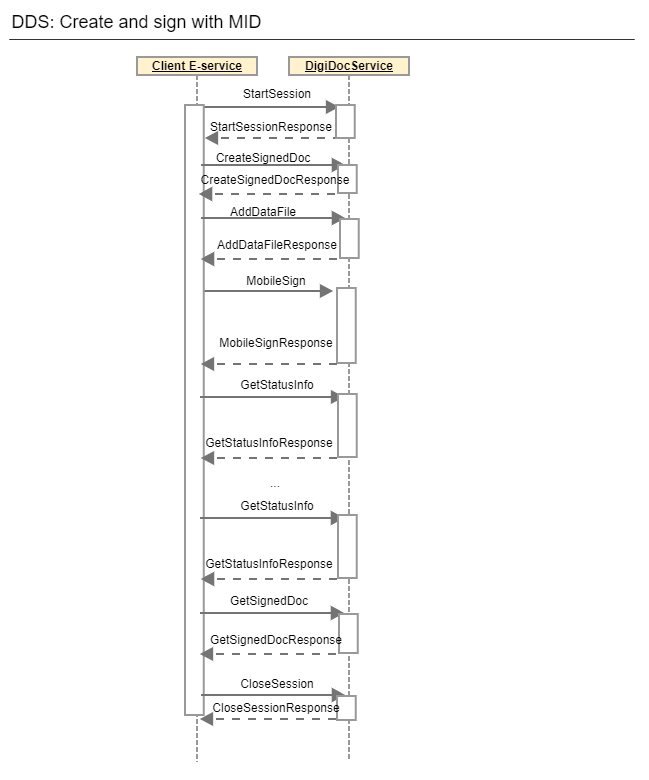 DDS: Create and sign with MID
Client E-service
DigiDocService
StartSession
StartSessionResponse
CreateSignedDoc
CreateSignedDocResponse
AddDataFile
AddDataFileResponse
MobileSign
MobileSignResponse
GetStatusInfo
GetStatusInfoResponse
...
GetStatusInfo
GetStatusInfoResponse
GetSignedDoc
GetSignedDocResponse
CloseSession
CloseSessionResponse